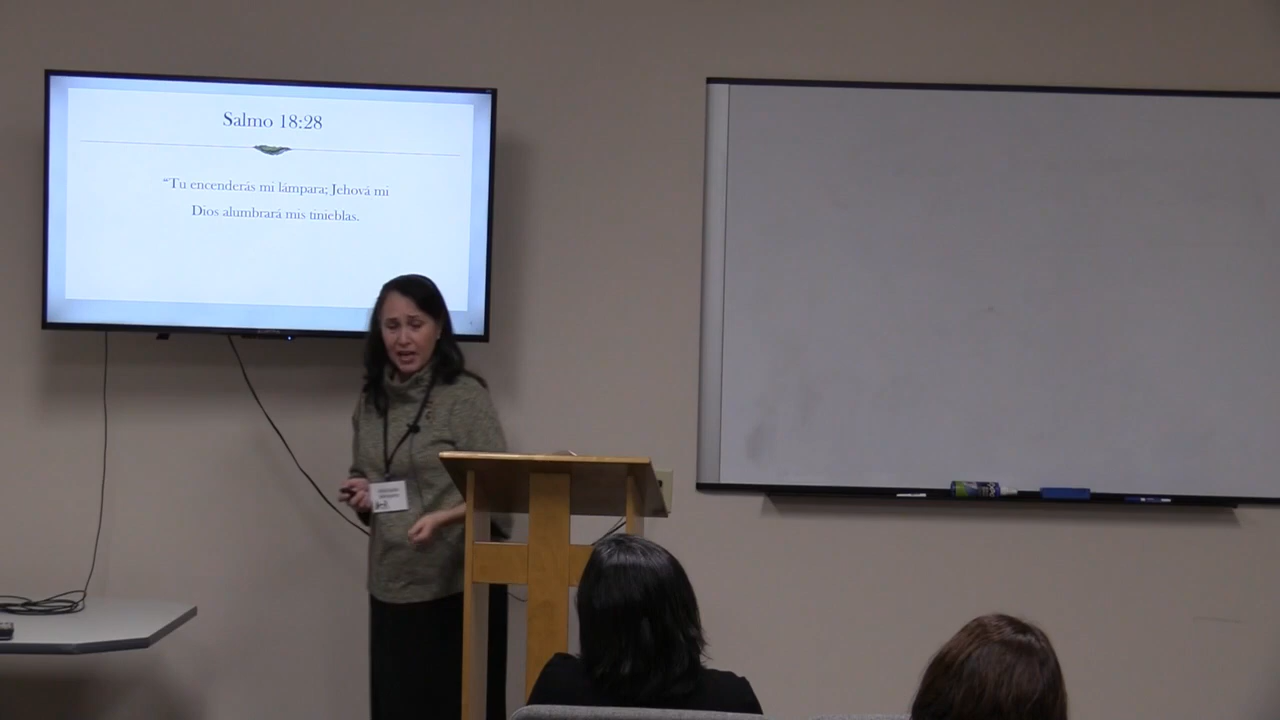 Salmo 18:28
“Tu encenderás mi lámpara; Jehová mi
Dios alumbrará mis tinieblas.